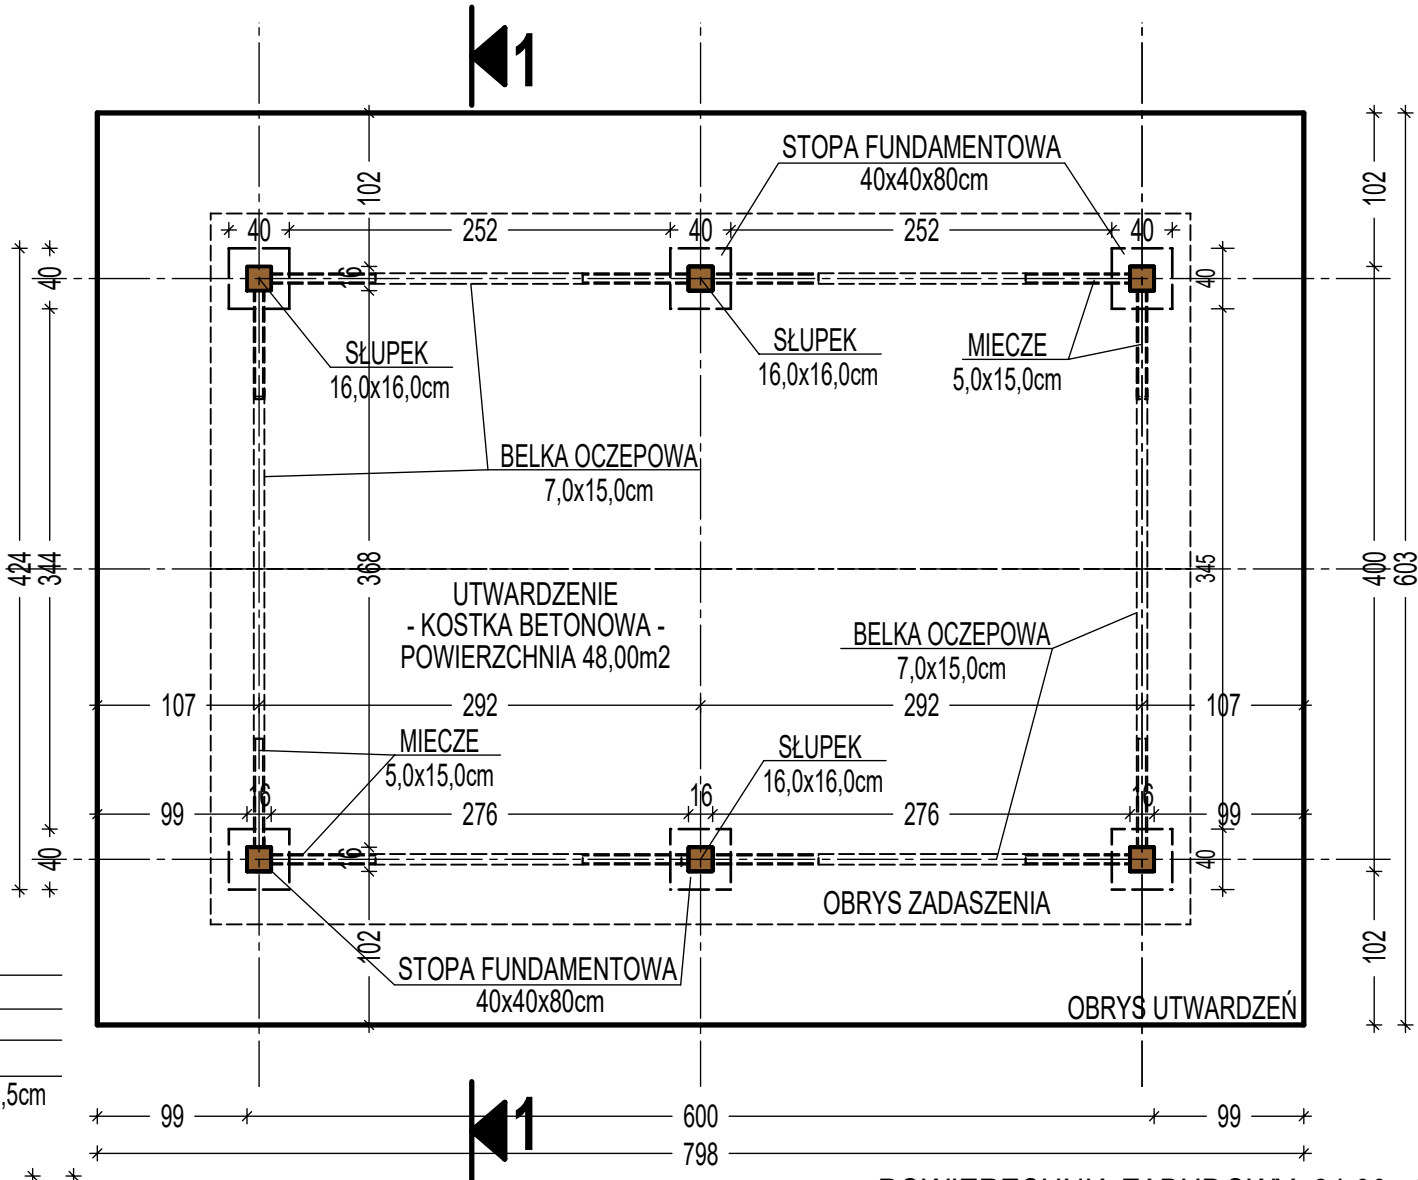 1
STOPA FUNDAMENTOWA
40x40x80cm
102
102
40
252
40
252
40
40
16
40
SŁUPEK
16,0x16,0cm
SŁUPEK
16,0x16,0cm
MIECZE
5,0x15,0cm
BELKA OCZEPOWA
7,0x15,0cm
424
344
368
345
400
603
UTWARDZENIE
- KOSTKA BETONOWA -
POWIERZCHNIA 48,00m2
BELKA OCZEPOWA
7,0x15,0cm
107
292
292
107
MIECZE
5,0x15,0cm
SŁUPEK
16,0x16,0cm
99
16
276
16
276
16
99
40
16
40
OBRYS ZADASZENIA
102
102
STOPA FUNDAMENTOWA
40x40x80cm
OBRYS UTWARDZEŃ
,5cm
99
1
600
99
798